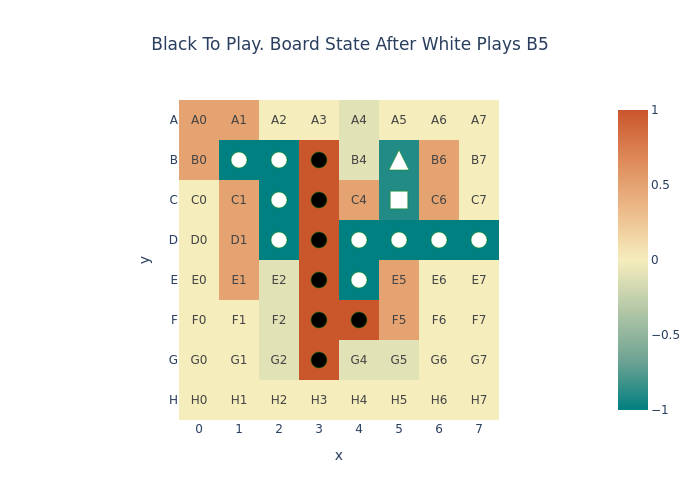 Black To Play. Board State After White Plays B5
A A0 A1 A2 A3 A4 A5 A6 A7
B B0 B4 B6 B7
C C0 C1 C4 C6 C7
D D0 D1
E E0 E1 E2 E5 E6 E7
F F0 F1 F2 F5 F6 F7
G G0 G1 G2 G4 G5 G6 G7
H H0 H1 H2 H3 H4 H5 H6 H7
0 1 2 3 4 5 6 7
x
y
1
0.5
0
−0.5
−1